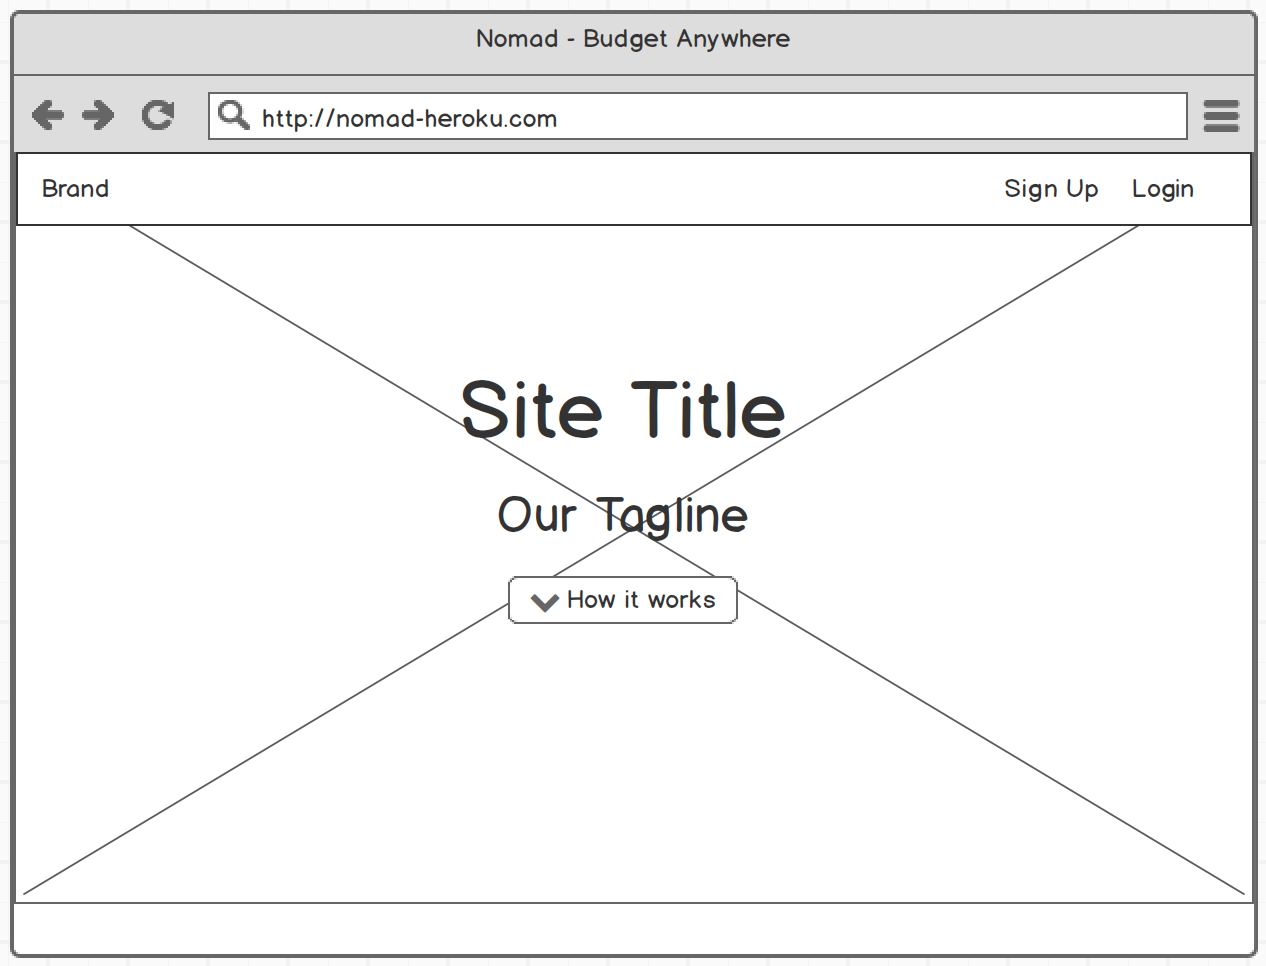 Nomad - Budget Anywhere
http://nomad-heroku.com
Brand Sign Up Login
Site Title
Our Tagline
How it works